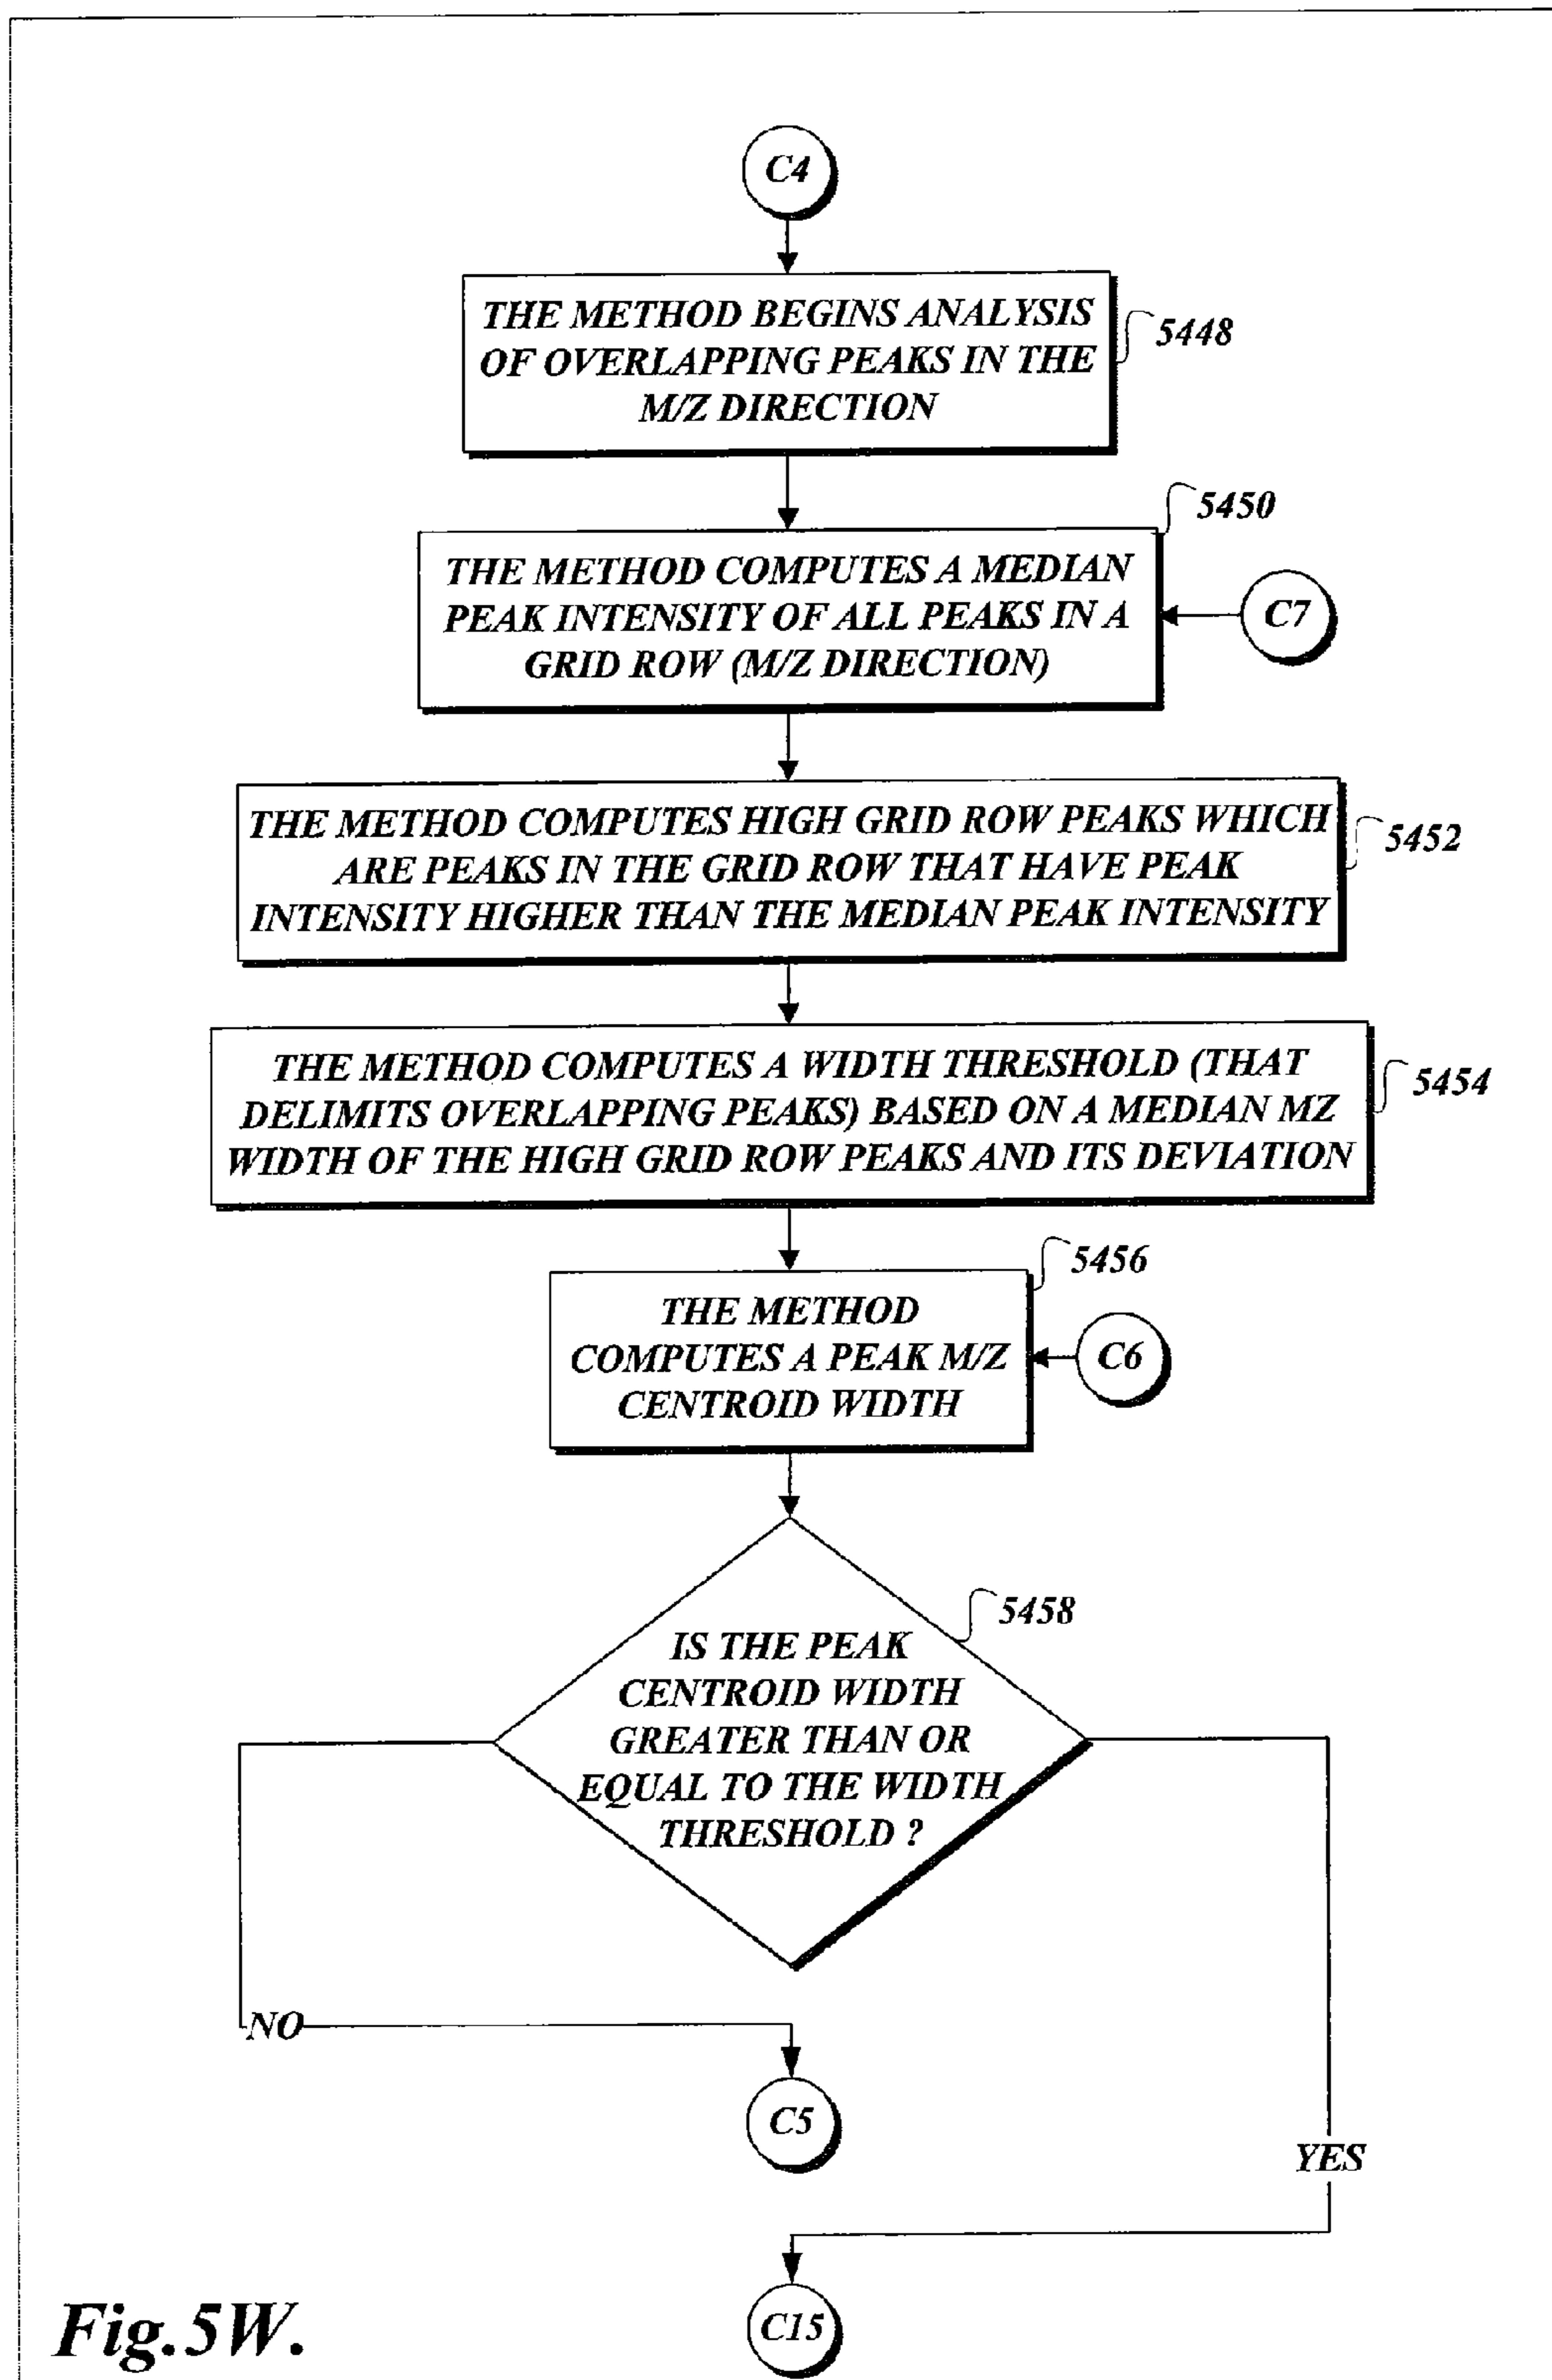 C4
THE METHOD BEGINS ANALYSIS
OF OVERLAPPING PEAKS IN THE
M/Z DIRECTION
5448
5450
THE METHOD COMPUTES A MEDIAN
PEAK INTENSITY OF ALL PEAKS IN A
GRID ROW (M/Z DIRECTION)
C7
THE METHOD COMPUTES HIGH GRID ROW PEAKS WHICH
ARE PEAKS IN THE GRID ROW THAT HAVE PEAK
INTENSITY HIGHER THAN THE MEDIAN PEAK INTENSITY
5452
THE METHOD COMPUTES A WIDTH THRESHOLD (THAT
DELIMITS OVERLAPPING PEAKS) BASED ON A MEDIAN MZ
WIDTH OF THE HIGH GRID ROW PEAKS AND ITS DEVIATION
5454
5456
THE METHOD
COMPUTES A PEAK M/Z
CENTROID WIDTH
C6
5458
IS THE PEAK
CENTROID WIDTH
GREATER THAN OR
EQUAL TO THE WIDTH
THRESHOLD ?
NO
C5
YES
C15
Fig.5W.